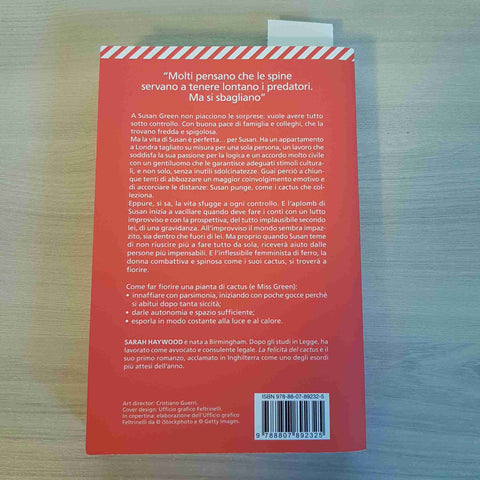 “Molti pensano che le spine
servano a tenere lontano i predatori.
Ma si sbagliano”
A Susan Green non piacciono le sorprese: vuole avere tutto
sotto controllo. Con buona pace di famiglia e colleghi, che la
trovano fredda e spigolosa.
Ma la vita di Susan è perfetta... per Susan. Ha un appartamento
a Londra tagliato su misura per una sola persona, un lavoro che
soddisfa la sua passione per la logica e un accordo molto civile
con un gentiluomo che le garantisce adeguati stimoli cultura-
li, e non solo, senza inutili sdolcinatezze. Guai perciò a chiun-
que tenti di abbozzare un maggior coinvolgimento emotivo e
di accorciare le distanze: Susan punge, come i cactus che col-
leziona.
Eppure, si sa, la vita sfugge a ogni controllo. E l'aplomb di
Susan inizia a vacillare quando deve fare i conti con un lutto
improvviso e con la prospettiva, del tutto implausibile secondo
lei, di una gravidanza. All'improvviso il mondo sembra impaz-
zito, sia dentro che fuori di lei. Ma proprio quando Susan teme
di non riuscire più a fare tutto da sola, riceverà aiuto dalle
persone più impensabili. E l'inflessibile femminista di ferro, la
donna combattiva e spinosa come i suoi cactus, si troverà a
fiorire.
Come far fiorire una pianta di cactus (e Miss Green):
• innaffiare con parsimonia, iniziando con poche gocce perché
si abitui dopo tanta siccità;
• darle autonomia e spazio sufficiente;
• esporla in modo costante alla luce e al calore.
SARAH HAYWOOD è nata a Birmingham. Dopo gli studi in Legge, ha
lavorato come avvocato e consulente legale. La felicità del cactus è
il suo primo romanzo, acclamato in Inghilterra come uno degli esordi
più attesi dell'anno.
Art director: Cristiano Guerri.
Cover design: Ufficio grafico Feltrinelli.
In copertina: elaborazione dell'Ufficio grafico
Feltrinelli da © iStockphoto e © Getty Images.
ISBN 978-88-07-89232-5
9 788807 892325